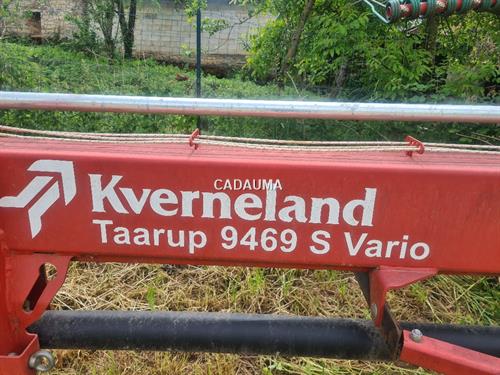 CADAUMA
Kverneland
Taarup 9469 S Vario